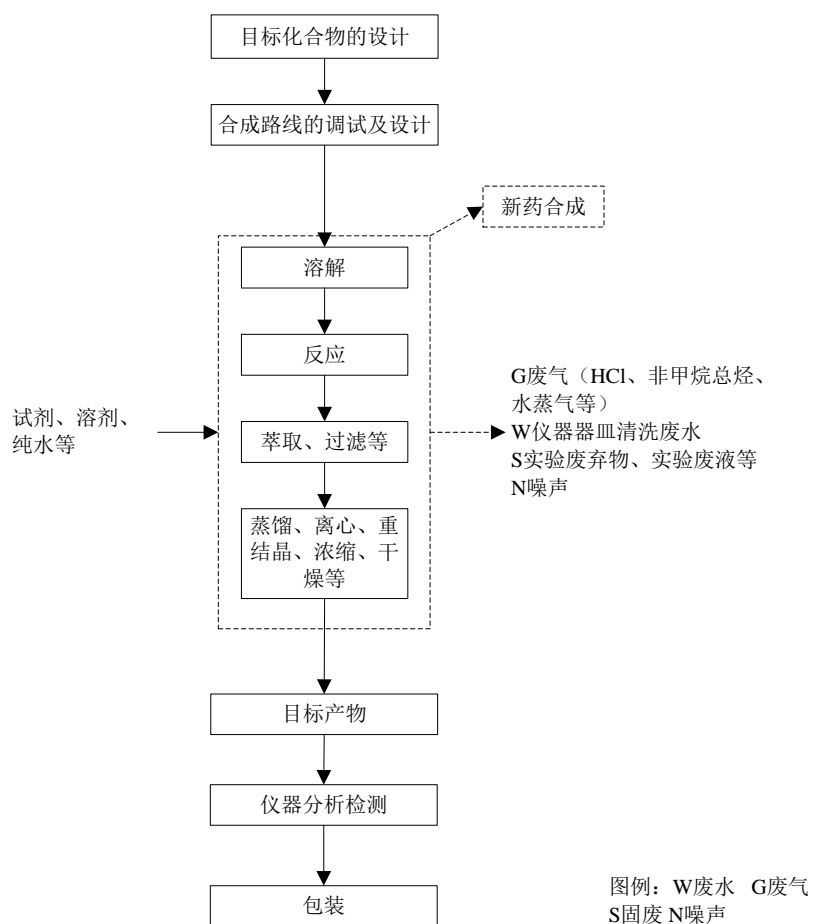 目标化合物的设计
合成路线的调试及设计
新药合成
溶解
反应
G废气（HCl、非甲烷总烃、
水蒸气等）
W仪器器皿清洗废水
S实验废弃物、实验废液等
N噪声
试剂、溶剂、
纯水等
萃取、过滤等
蒸馏、离心、重
结晶、浓缩、干
燥等
目标产物
仪器分析检测
包装
图例：W废水 G废气
S固废 N噪声